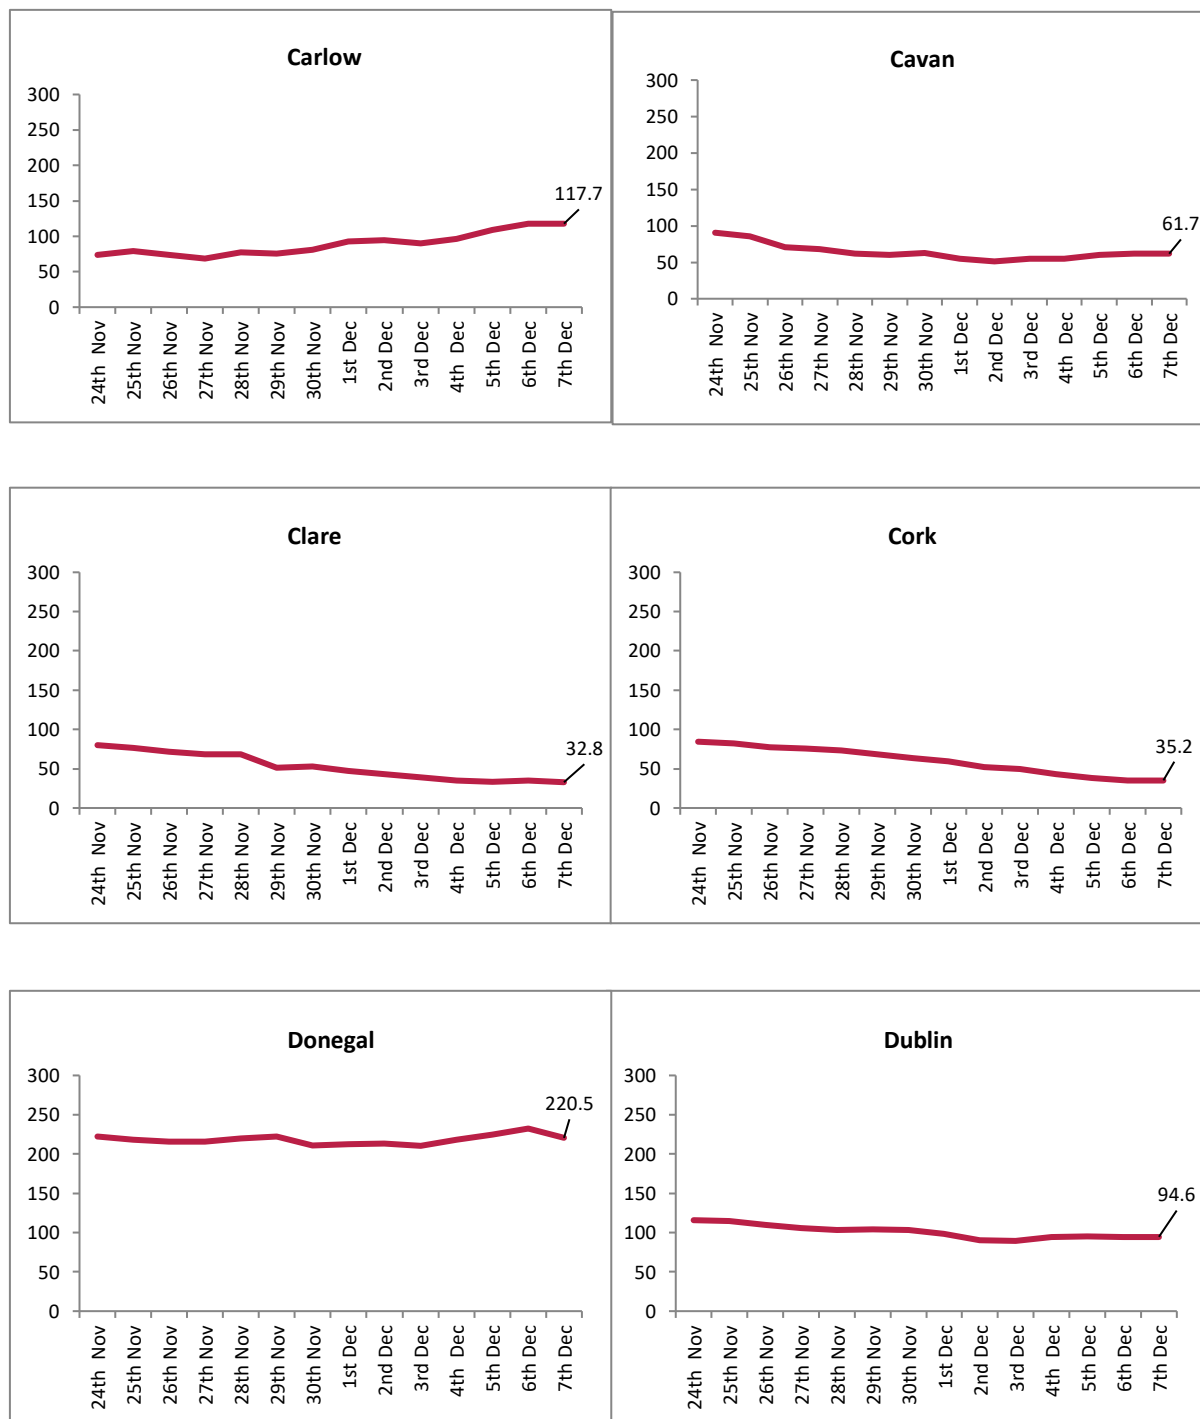 Carlow
300
250
200
150
100
50
0
117.7
24th  Nov
25th Nov
26th Nov
27th Nov
28th Nov
29th Nov
30th Nov
1st Dec
2nd Dec
3rd Dec
4th  Dec
5th Dec
6th Dec
7th Dec
Cavan
300
250
200
150
100
50
0
61.7
24th  Nov
25th Nov
26th Nov
27th Nov
28th Nov
29th Nov
30th Nov
1st Dec
2nd Dec
3rd Dec
4th  Dec
5th Dec
6th Dec
7th Dec
Clare
300
250
200
150
100
50
0
32.8
24th  Nov
25th Nov
26th Nov
27th Nov
28th Nov
29th Nov
30th Nov
1st Dec
2nd Dec
3rd Dec
4th  Dec
5th Dec
6th Dec
7th Dec
Cork
300
250
200
150
100
50
0
35.2
24th  Nov
25th Nov
26th Nov
27th Nov
28th Nov
29th Nov
30th Nov
1st Dec
2nd Dec
3rd Dec
4th  Dec
5th Dec
6th Dec
7th Dec
Donegal
300
250
200
150
100
50
0
220.5
24th  Nov
25th Nov
26th Nov
27th Nov
28th Nov
29th Nov
30th Nov
1st Dec
2nd Dec
3rd Dec
4th  Dec
5th Dec
6th Dec
7th Dec
Dublin
300
250
200
150
100
50
0
94.6
24th  Nov
25th Nov
26th Nov
27th Nov
28th Nov
29th Nov
30th Nov
1st Dec
2nd Dec
3rd Dec
4th  Dec
5th Dec
6th Dec
7th Dec